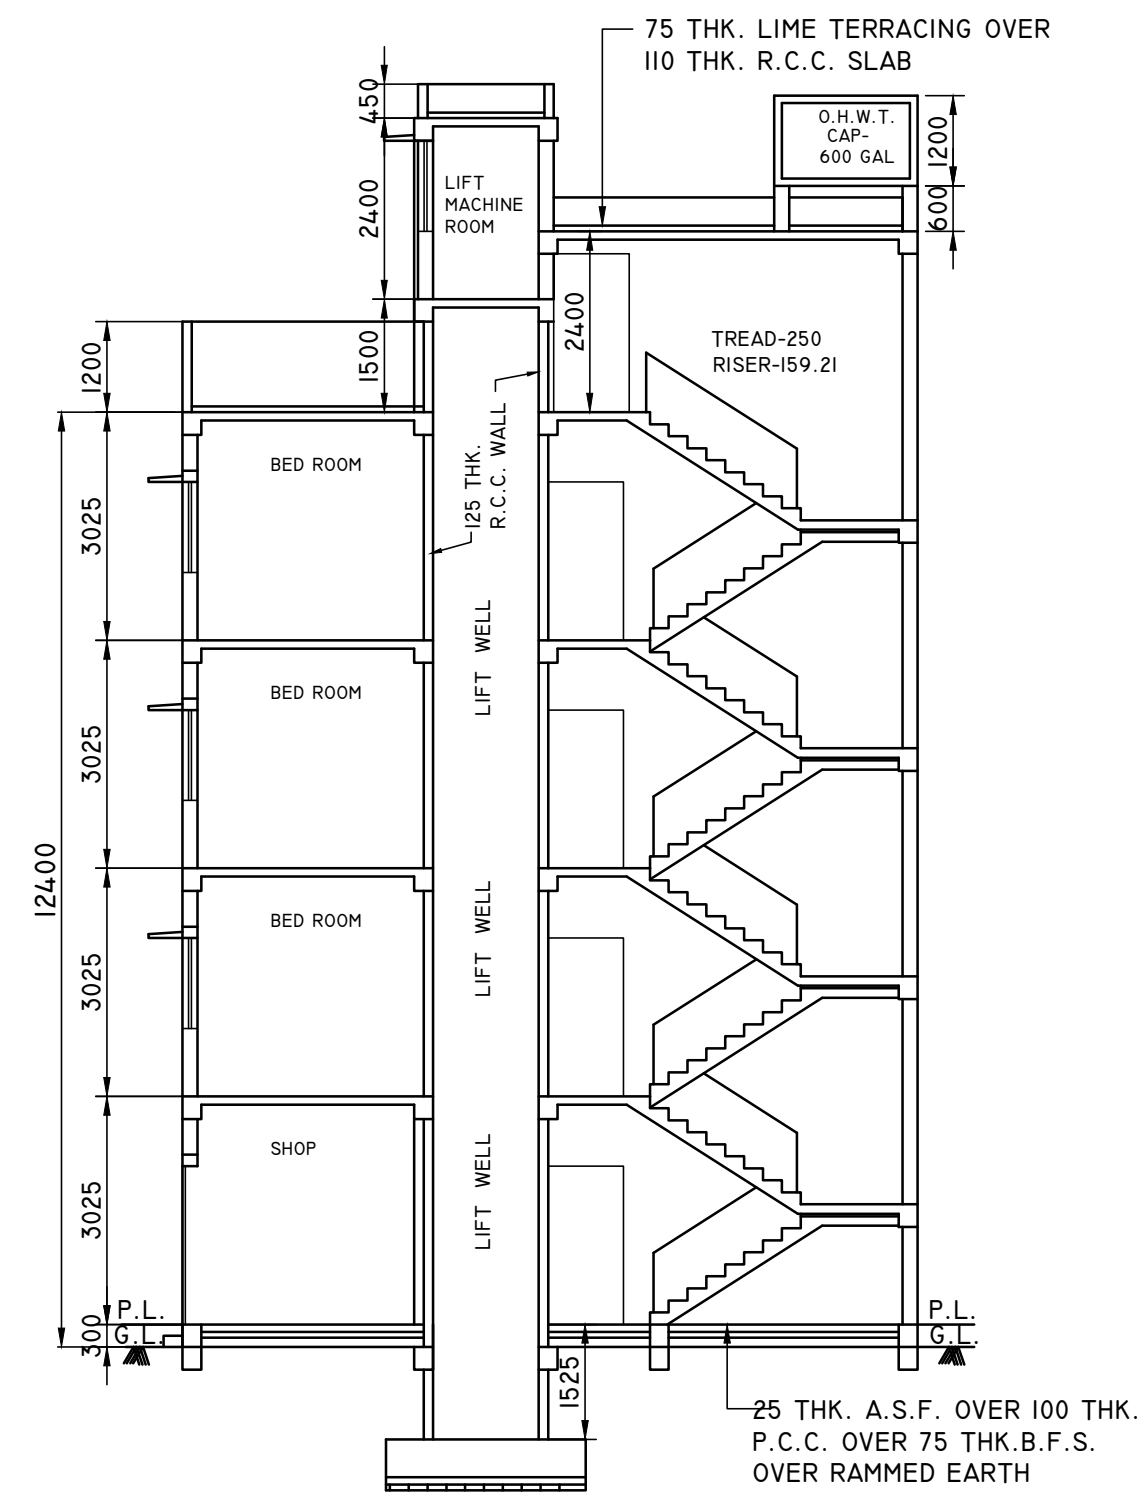 75 THK. LIME TERRACING OVER
110 THK. R.C.C. SLAB
450
O.H.W.T.
CAP-
600 GAL
1200
600
LIFT
MACHINE
ROOM
2400
2400
TREAD-250
RISER-159.21
1200
1500
125 THK.
R.C.C. WALL
BED ROOM
3025
LIFT WELL
BED ROOM
3025
12400
LIFT WELL
BED ROOM
3025
SHOP
LIFT WELL
3025
P.L.
G.L.
300
P.L.
G.L.
1525
25 THK. A.S.F. OVER 100 THK.
P.C.C. OVER 75 THK.B.F.S.
OVER RAMMED EARTH